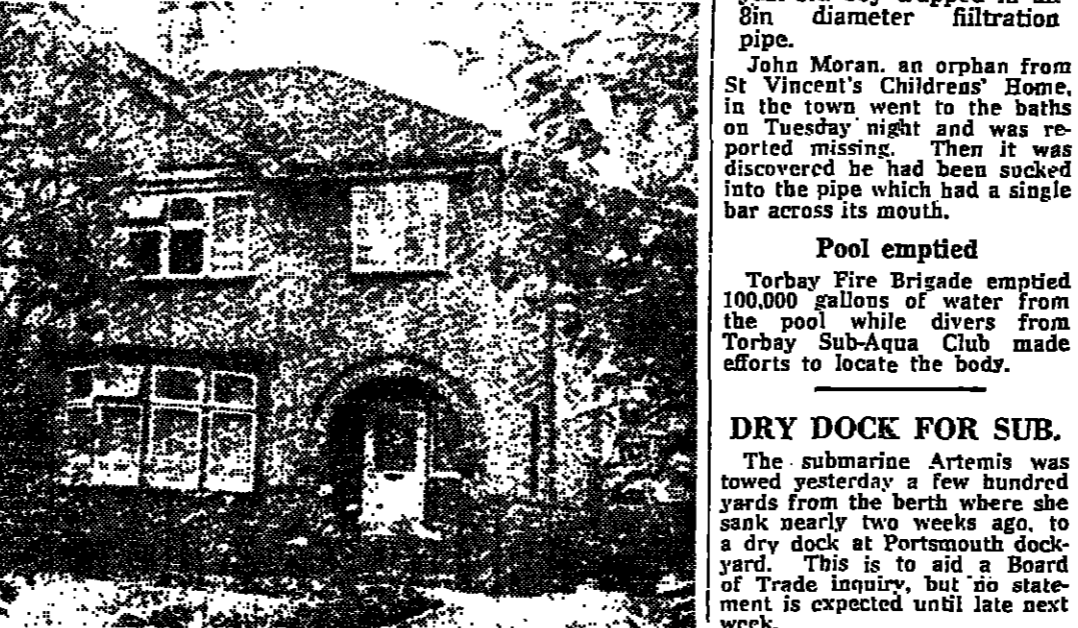 8in diameter fiiltration
pipe.
John Moran. an orphan from
St Vincent's Childrens' Home,
in the town went to the baths
on Tuesday night and was re-
ported missing. Then it was
discovered he had been sucked
into the pipe which had a single
bar across its mouth.
Pool emptied
Torbay Fire Brigade emptied
100,000 gallons of water from
the pool while divers from
Torbay Sub-Aqua Club made
efforts to locate the body.
DRY DOCK FOR SUB.
The submarine Artemis was
towed yesterday a few hundred
yards from the berth where she
sank nearly two weeks ago, to
a dry dock at Portsmouth dock-
yard. This is to aid a Board
of Trade inquiry, but no state-
ment is expected until late next
week.